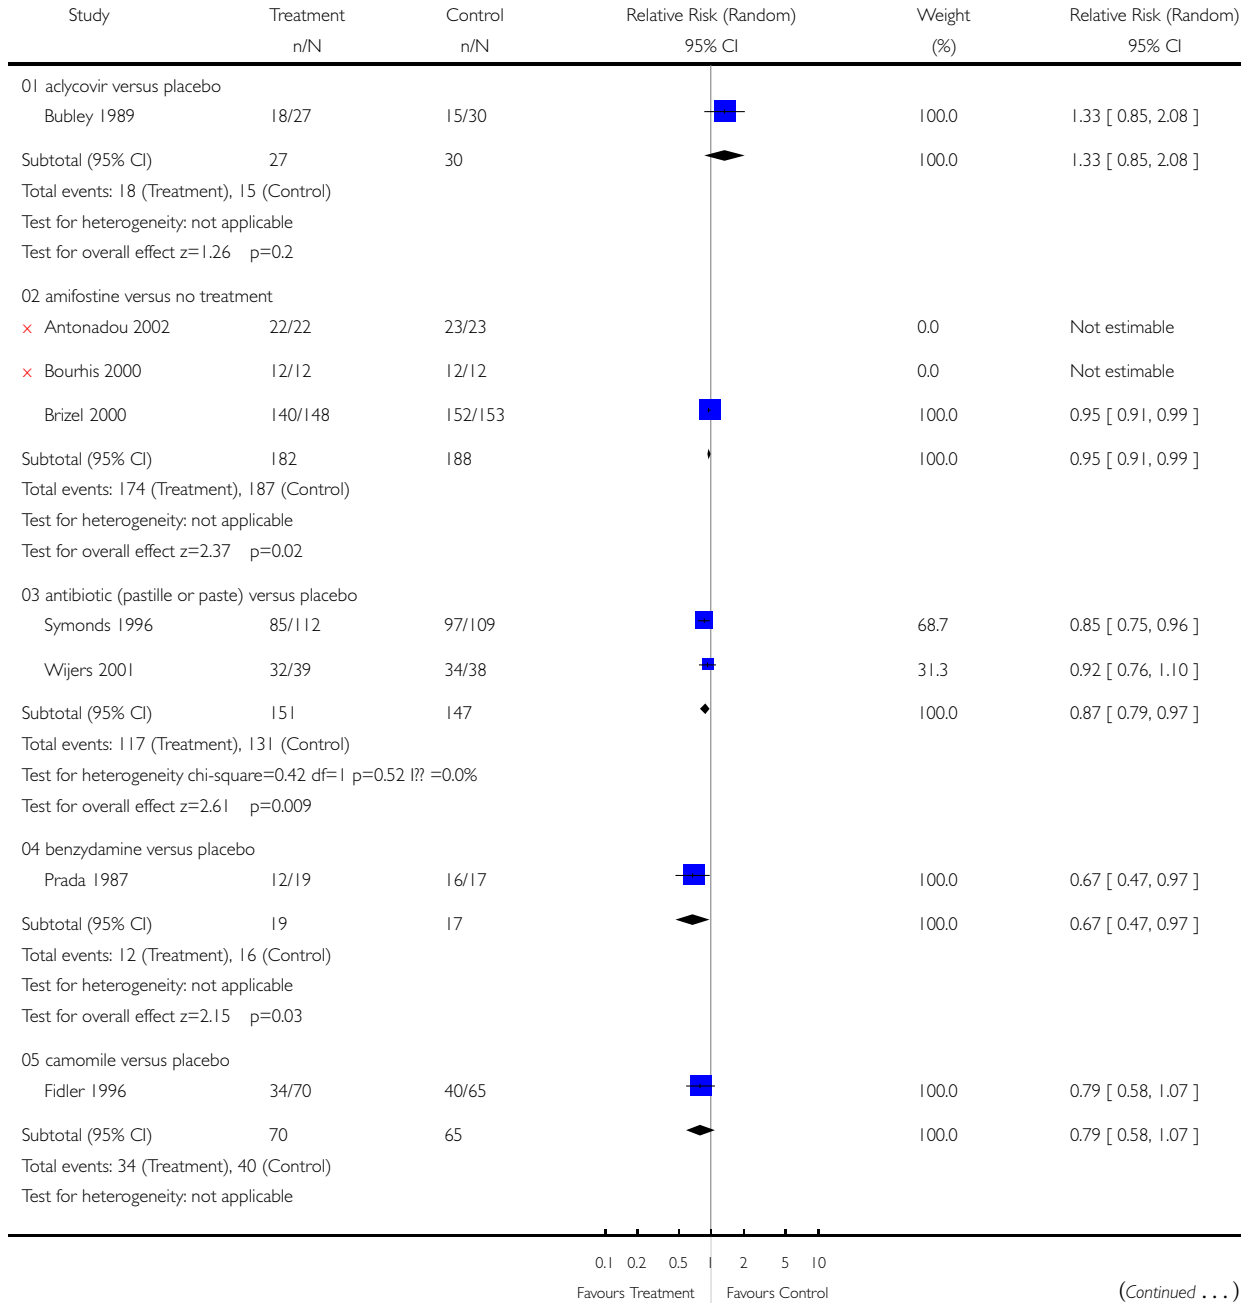 Study Treatment Control Relative Risk (Random) Weight Relative Risk (Random)
n/N n/N 95% CI (%) 95% CI
01 aclycovir versus placebo
Bubley 1989 18/27 15/30 100.0 1.33 [ 0.85, 2.08 ]
Subtotal (95% CI) 27 30 100.0 1.33 [ 0.85, 2.08 ]
Total events: 18 (Treatment), 15 (Control)
Test for heterogeneity: not applicable
Test for overall effect z=1.26 p=0.2
02 amifostine versus no treatment
× Antonadou 2002 22/22 23/23 0.0 Not estimable
× Bourhis 2000 12/12 12/12 0.0 Not estimable
Brizel 2000 140/148 152/153 100.0 0.95 [ 0.91, 0.99 ]
Subtotal (95% CI) 182 188 100.0 0.95 [ 0.91, 0.99 ]
Total events: 174 (Treatment), 187 (Control)
Test for heterogeneity: not applicable
Test for overall effect z=2.37 p=0.02
03 antibiotic (pastille or paste) versus placebo
Symonds 1996 85/112 97/109 68.7 0.85 [ 0.75, 0.96 ]
Wijers 2001 32/39 34/38 31.3 0.92 [ 0.76, 1.10 ]
Subtotal (95% CI) 151 147 100.0 0.87 [ 0.79, 0.97 ]
Total events: 117 (Treatment), 131 (Control)
Test for heterogeneity chi-square=0.42 df=1 p=0.52 I?? =0.0%
Test for overall effect z=2.61 p=0.009
04 benzydamine versus placebo
Prada 1987 12/19 16/17 100.0 0.67 [ 0.47, 0.97 ]
Subtotal (95% CI) 19 17 100.0 0.67 [ 0.47, 0.97 ]
Total events: 12 (Treatment), 16 (Control)
Test for heterogeneity: not applicable
Test for overall effect z=2.15 p=0.03
05 camomile versus placebo
Fidler 1996 34/70 40/65 100.0 0.79 [ 0.58, 1.07 ]
Subtotal (95% CI) 70 65 100.0 0.79 [ 0.58, 1.07 ]
Total events: 34 (Treatment), 40 (Control)
Test for heterogeneity: not applicable
0.1 0.2 0.5 1 2 5 10
Favours Treatment Favours Control (Continued . . . )